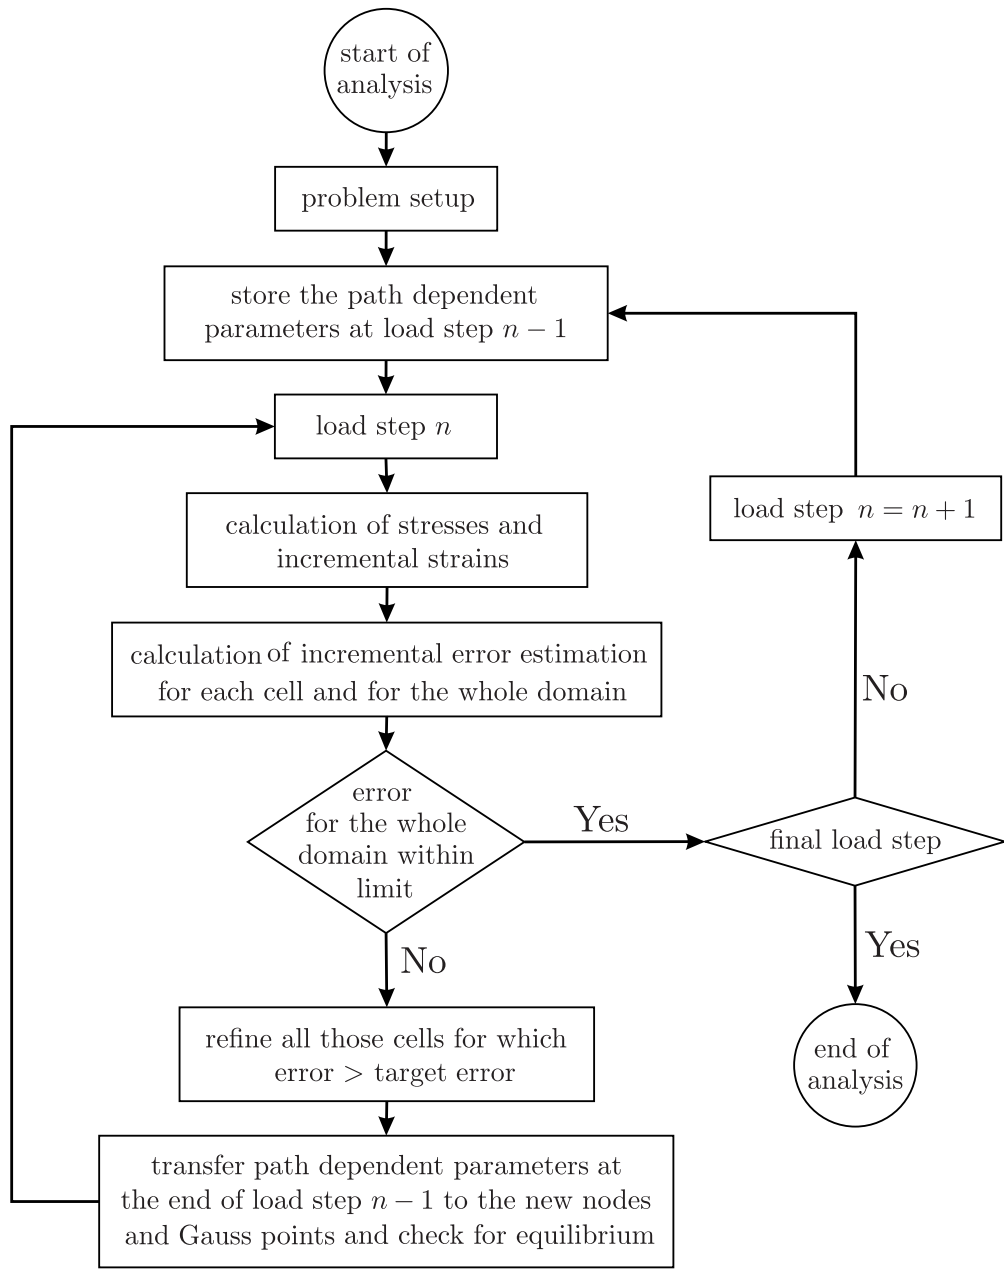 start of
analysis
problem setup
store the path dependent
parameters at load step n − 1
load step n
calculation of stresses and
incremental strains
load step n = n + 1
calculation of incremental error estimation
for each cell and for the whole domain
No
error
for the whole
domain within
limit
Yes
final load step
No
Yes
refine all those cells for which
error > target error
end of
analysis
transfer path dependent parameters at
the end of load step n − 1 to the new nodes
and Gauss points and check for equilibrium